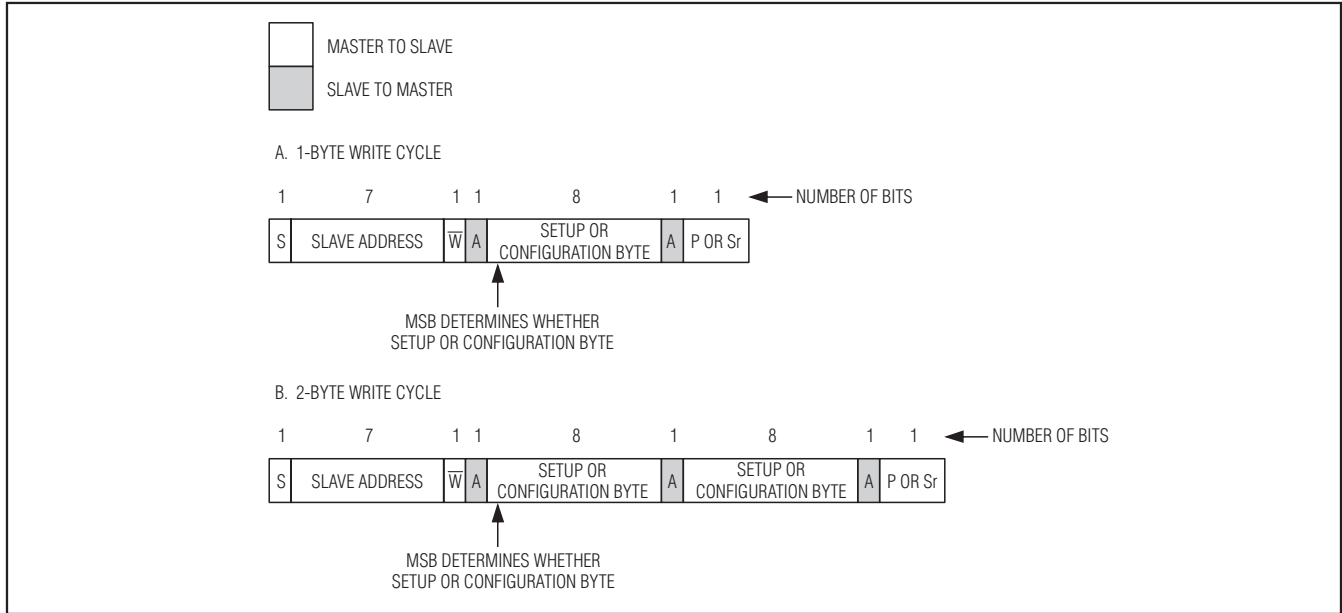 MASTER TO SLAVE
SLAVE TO MASTER
A. 1-BYTE WRITE CYCLE
1 7 1 1 8 1 1 NUMBER OF BITS
S SLAVE ADDRESS W̅ A SETUP OR
CONFIGURATION BYTE A P OR Sr
MSB DETERMINES WHETHER
SETUP OR CONFIGURATION BYTE
B. 2-BYTE WRITE CYCLE
1 7 1 1 8 1 8 1 1 NUMBER OF BITS
S SLAVE ADDRESS W̅ A SETUP OR
CONFIGURATION BYTE A SETUP OR
CONFIGURATION BYTE A P OR Sr
MSB DETERMINES WHETHER
SETUP OR CONFIGURATION BYTE